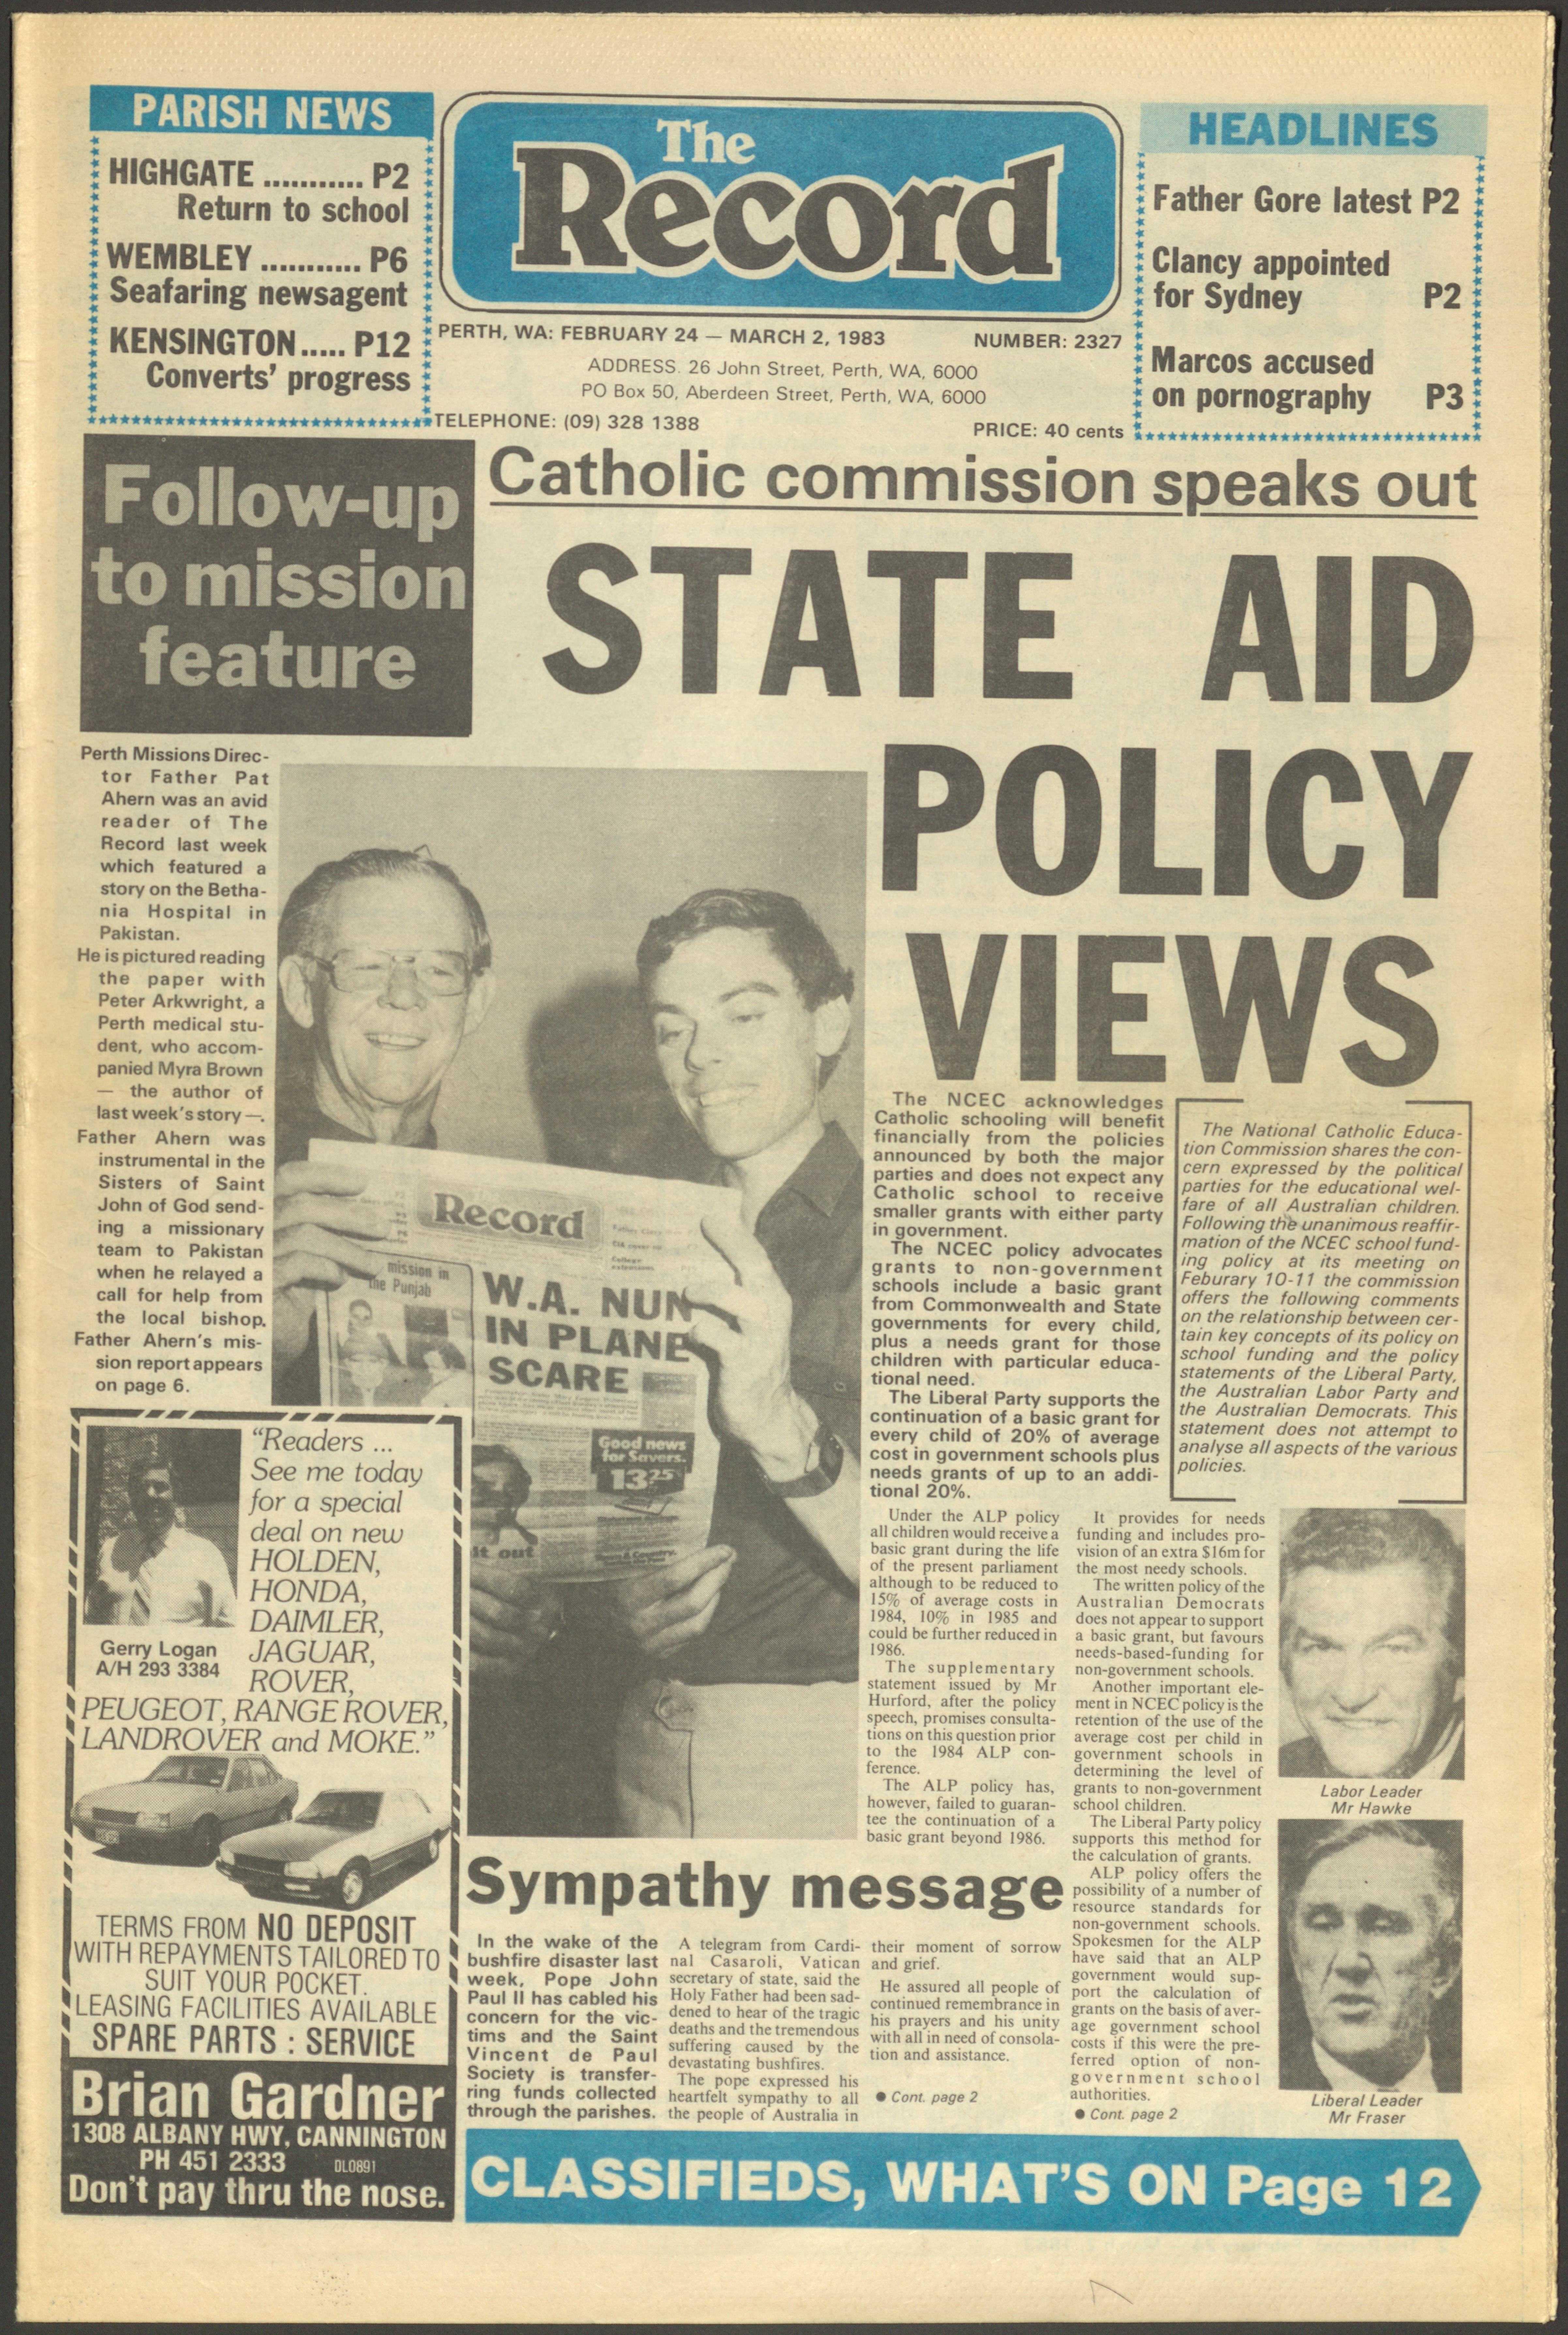 PARISH NEWS
HIGHGATE ........... P2
Return to school
WEMBLEY ........... P6
Seafaring newsagent
KENSINGTON ..... P12
Converts' progress
The
Record
PERTH, WA: FEBRUARY 24 — MARCH 2, 1983
NUMBER: 2327
ADDRESS. 26 John Street, Perth, WA, 6000
PO Box 50, Aberdeen Street, Perth, WA, 6000
TELEPHONE: (09) 328 1388
PRICE: 40 cents
HEADLINES
Father Gore latest P2
Clancy appointed
for Sydney P2
Marcos accused
on pornography P3
Follow-up
to mission
feature
Catholic commission speaks out
STATE AID
POLICY
VIEWS
Perth Missions Direc-
tor Father Pat
Ahern was an avid
reader of The
Record last week
which featured a
story on the Betha-
nia Hospital in
Pakistan.
He is pictured reading
the paper with
Peter Arkwright, a
Perth medical stu-
dent, who accom-
panied Myra Brown
— the author of
last week's story —.
Father Ahern was
instrumental in the
Sisters of Saint
John of God send-
ing a missionary
team to Pakistan
when he relayed a
call for help from
the local bishop.
Father Ahern's mis-
sion report appears
on page 6.
Record
mission in
the Punjab
W.A. NUN
IN PLANE
SCARE
Good news
for Savers.
13.25
it out
The NCEC acknowledges
Catholic schooling will benefit
financially from the policies
announced by both the major
parties and does not expect any
Catholic school to receive
smaller grants with either party
in government.
The NCEC policy advocates
grants to non-government
schools include a basic grant
from Commonwealth and State
governments for every child,
plus a needs grant for those
children with particular educa-
tional need.
The Liberal Party supports the
continuation of a basic grant for
every child of 20% of average
cost in government schools plus
needs grants of up to an addi-
tional 20%.
The National Catholic Educa-
tion Commission shares the con-
cern expressed by the political
parties for the educational wel-
fare of all Australian children.
Following the unanimous reaffir-
mation of the NCEC school fund-
ing policy at its meeting on
Feburary 10-11 the commission
offers the following comments
on the relationship between cer-
tain key concepts of its policy on
school funding and the policy
statements of the Liberal Party,
the Australian Labor Party and
the Australian Democrats. This
statement does not attempt to
analyse all aspects of the various
policies.
Under the ALP policy
all children would receive a
basic grant during the life
of the present parliament
although to be reduced to
15% of average costs in
1984, 10% in 1985 and
could be further reduced in
1986.
The supplementary
statement issued by Mr
Hurford, after the policy
speech, promises consulta-
tions on this question prior
to the 1984 ALP con-
ference.
The ALP policy has,
however, failed to guaran-
tee the continuation of a
basic grant beyond 1986.
It provides for needs
funding and includes pro-
vision of an extra $16m for
the most needy schools.
The written policy of the
Australian Democrats
does not appear to support
a basic grant, but favours
needs-based-funding for
non-government schools.
Another important ele-
ment in NCEC policy is the
retention of the use of the
average cost per child in
government schools in
determining the level of
grants to non-government
school children.
The Liberal Party policy
supports this method for
the calculation of grants.
ALP policy offers the
possibility of a number of
resource standards for
non-government schools.
Spokesmen for the ALP
have said that an ALP
government would sup-
port the calculation of
grants on the basis of aver-
age government school
costs if this were the pre-
ferred option of non-
government school
authorities.
● Cont. page 2
Labor Leader
Mr Hawke
Liberal Leader
Mr Fraser
"Readers ...
See me today
for a special
deal on new
HOLDEN,
HONDA,
DAIMLER,
JAGUAR,
ROVER,
PEUGEOT, RANGE ROVER,
LANDROVER and MOKE."
Gerry Logan
A/H 293 3384
TERMS FROM NO DEPOSIT
WITH REPAYMENTS TAILORED TO
SUIT YOUR POCKET.
LEASING FACILITIES AVAILABLE
SPARE PARTS : SERVICE
Brian Gardner
1308 ALBANY HWY, CANNINGTON
PH 451 2333 DL0891
Don't pay thru the nose.
Sympathy message
In the wake of the
bushfire disaster last
week, Pope John
Paul II has cabled his
concern for the vic-
tims and the Saint
Vincent de Paul
Society is transfer-
ring funds collected
through the parishes.
A telegram from Cardi-
nal Casaroli, Vatican
secretary of state, said the
Holy Father had been sad-
dened to hear of the tragic
deaths and the tremendous
suffering caused by the
devastating bushfires.
The pope expressed his
heartfelt sympathy to all
the people of Australia in
their moment of sorrow
and grief.
He assured all people of
continued remembrance in
his prayers and his unity
with all in need of consola-
tion and assistance.
● Cont. page 2
CLASSIFIEDS, WHAT'S ON Page 12